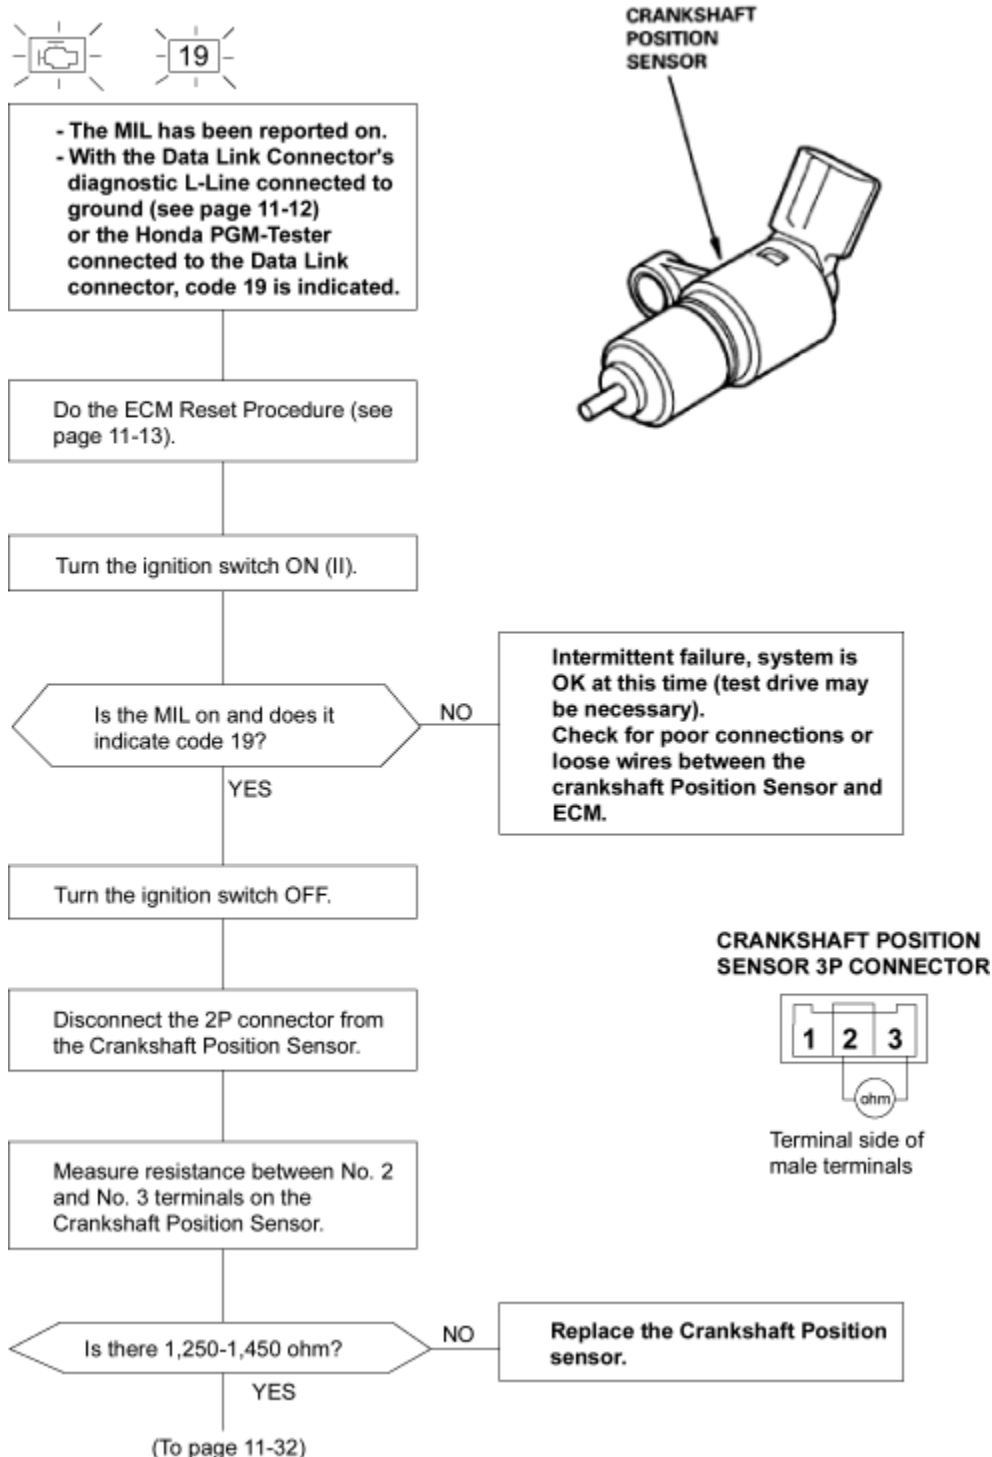 CRANKSHAFT
POSITION
SENSOR
19
- The MIL has been reported on.
- With the Data Link Connector's
diagnostic L-Line connected to
ground (see page 11-12)
or the Honda PGM-Tester
connected to the Data Link
connector, code 19 is indicated.
Do the ECM Reset Procedure (see
page 11-13).
Turn the ignition switch ON (II).
Is the MIL on and does it
indicate code 19?
NO
Intermittent failure, system is
OK at this time (test drive may
be necessary).
Check for poor connections or
loose wires between the
crankshaft Position Sensor and
ECM.
YES
Turn the ignition switch OFF.
CRANKSHAFT POSITION
SENSOR 3P CONNECTOR
1 2 3
ohm
Terminal side of
male terminals
Disconnect the 2P connector from
the Crankshaft Position Sensor.
Measure resistance between No. 2
and No. 3 terminals on the
Crankshaft Position Sensor.
Is there 1,250-1,450 ohm?
NO
Replace the Crankshaft Position
sensor.
YES
(To page 11-32)